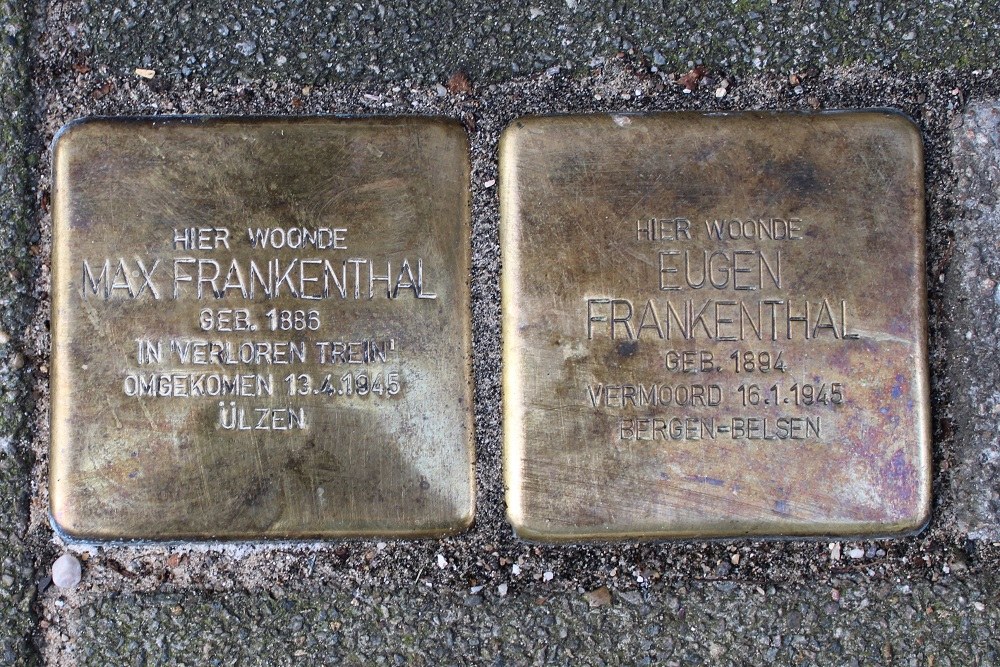 HIER WOONDE
MAX FRANKENTHAL
GEB. 1886
IN 'VERLOREN TREIN'
OMGEKOMEN 13.4.1945
ÜLZEN
HIER WOONDE
EUGEN
FRANKENTHAL
GEB. 1894
VERMOORD 16.1.1945
BERGEN-BELSEN